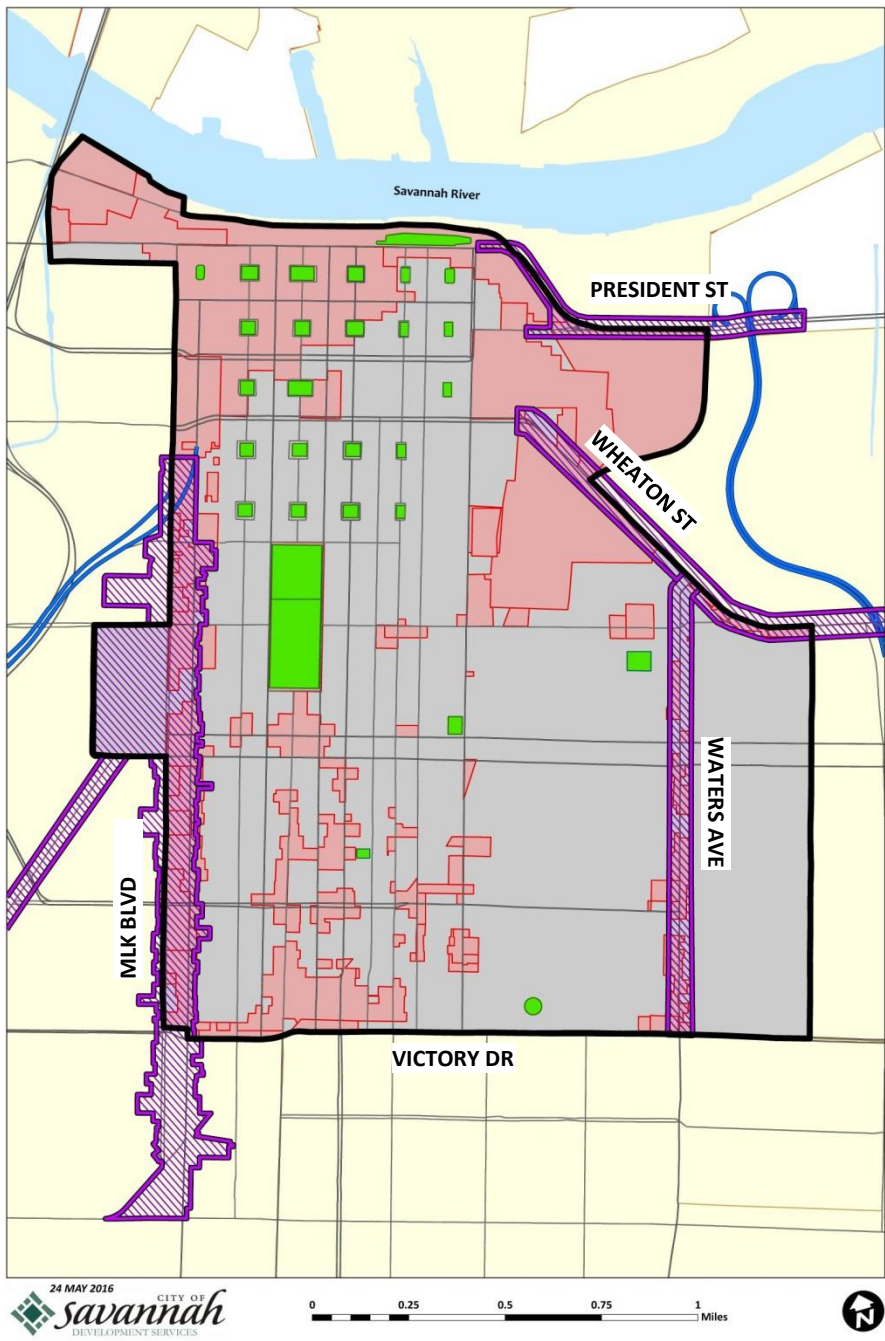 Savannah River
PRESIDENT ST
WHEATON ST
WATERS AVE
MLK BLVD
VICTORY DR
24 MAY 2016
CITY OF
Savannah
DEVELOPMENT SERVICES
0 0.25 0.5 0.75 1
Miles
N